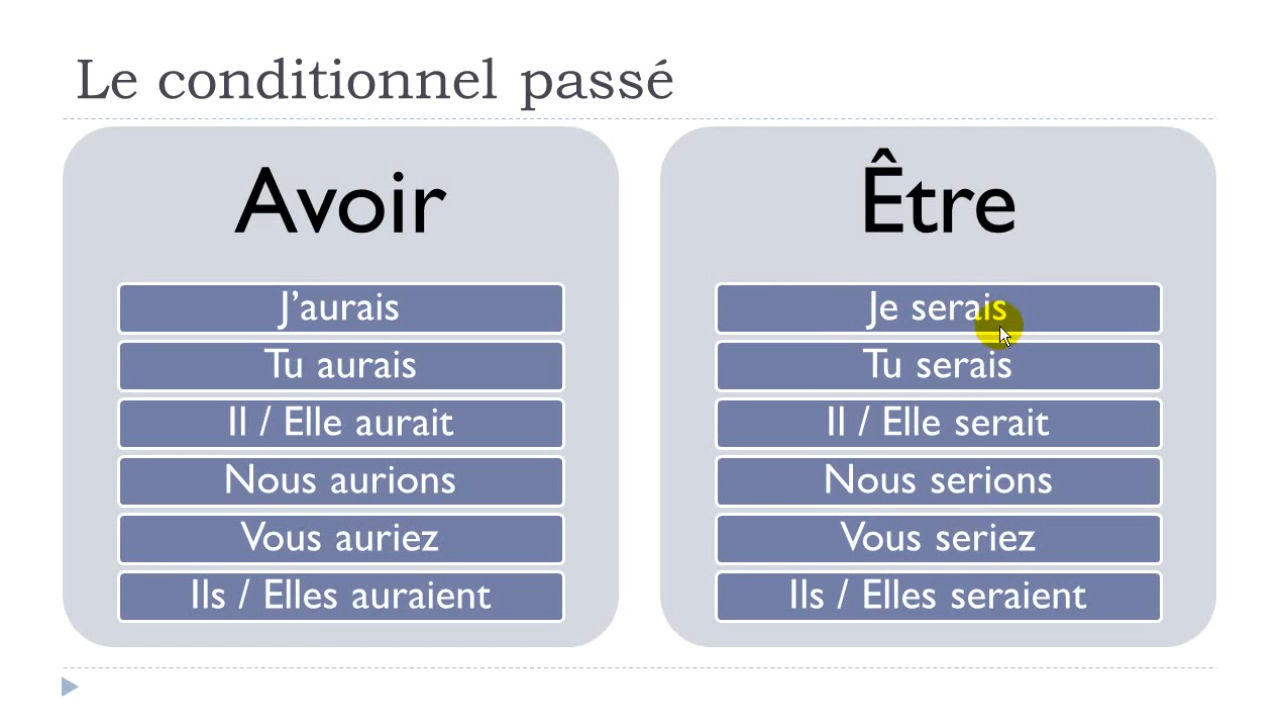 Le conditionnel passé
Avoir
J'aurais
Tu aurais
Il / Elle aurait
Nous aurions
Vous auriez
Ils / Elles auraient
Être
Je serais
Tu serais
Il / Elle serait
Nous serions
Vous seriez
Ils / Elles seraient